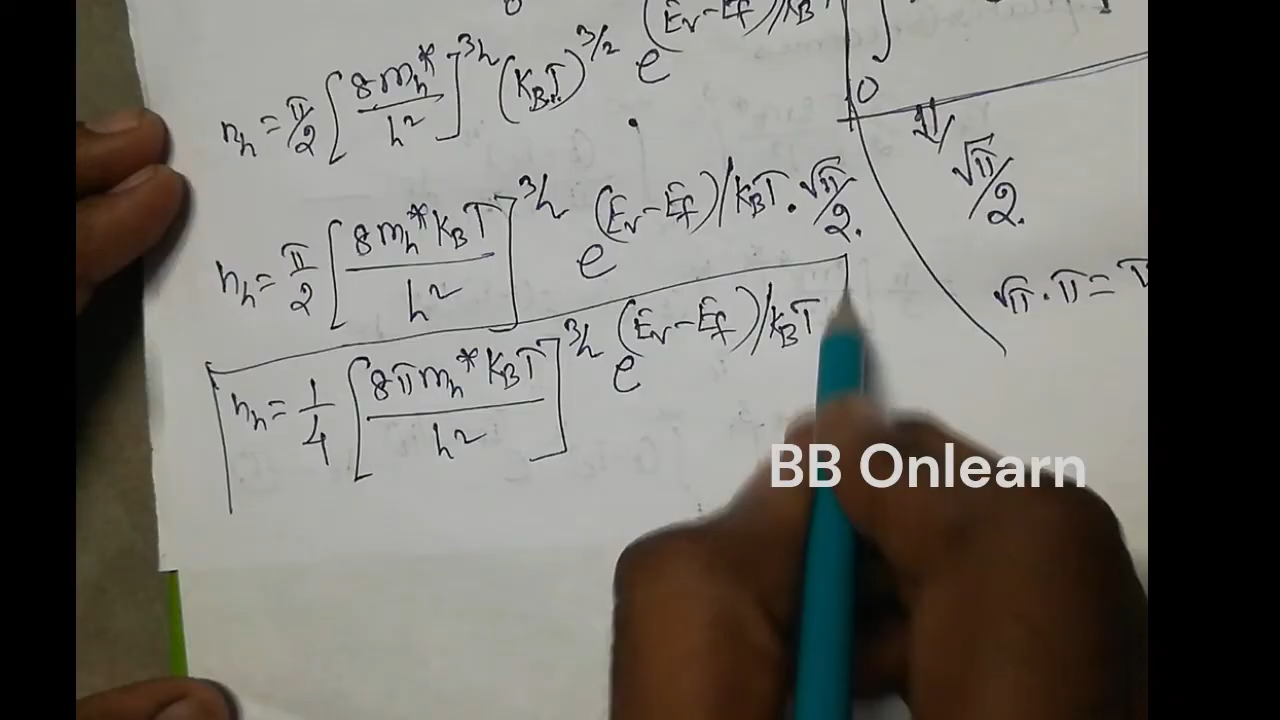 n_h = π/2 [8m_h*/h²]^3/2 (K_BT)^3/2 e^(E_v-E_f)/K_BT
0
√π/2.
n_h = π/2 [8m_h*K_BT/h²]^3/2 e^(E_v-E_f)/K_BT . √π/2.
√π · π =
n_h = 1/4 [8πm_h*K_BT/h²]^3/2 e^(E_v-E_f)/K_BT
BB Onlearn